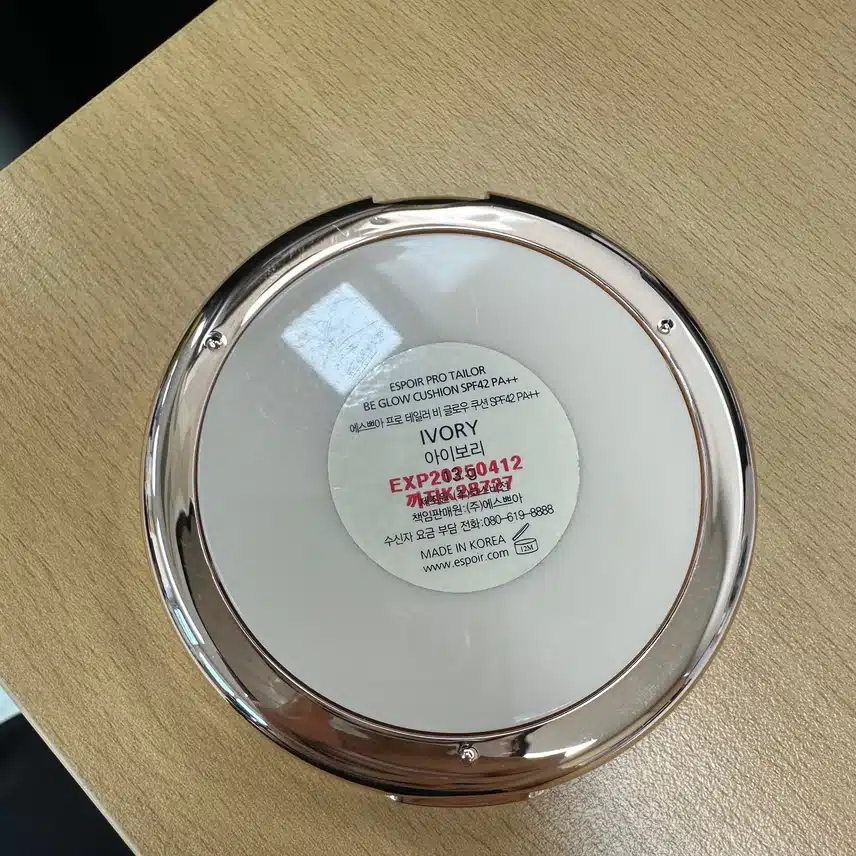 ESPOIR PRO TAILOR
BE GLOW CUSHION SPF42 PA++
에스쁘아 프로 테일러 비 글로우 쿠션 SPF42 PA++
IVORY
아이보리
13 g
EXP20250412
까지
책임판매원:(주)에스쁘아
수신자 요금 부담 전화:080-619-8888
MADE IN KOREA
12M
www.espoir.com